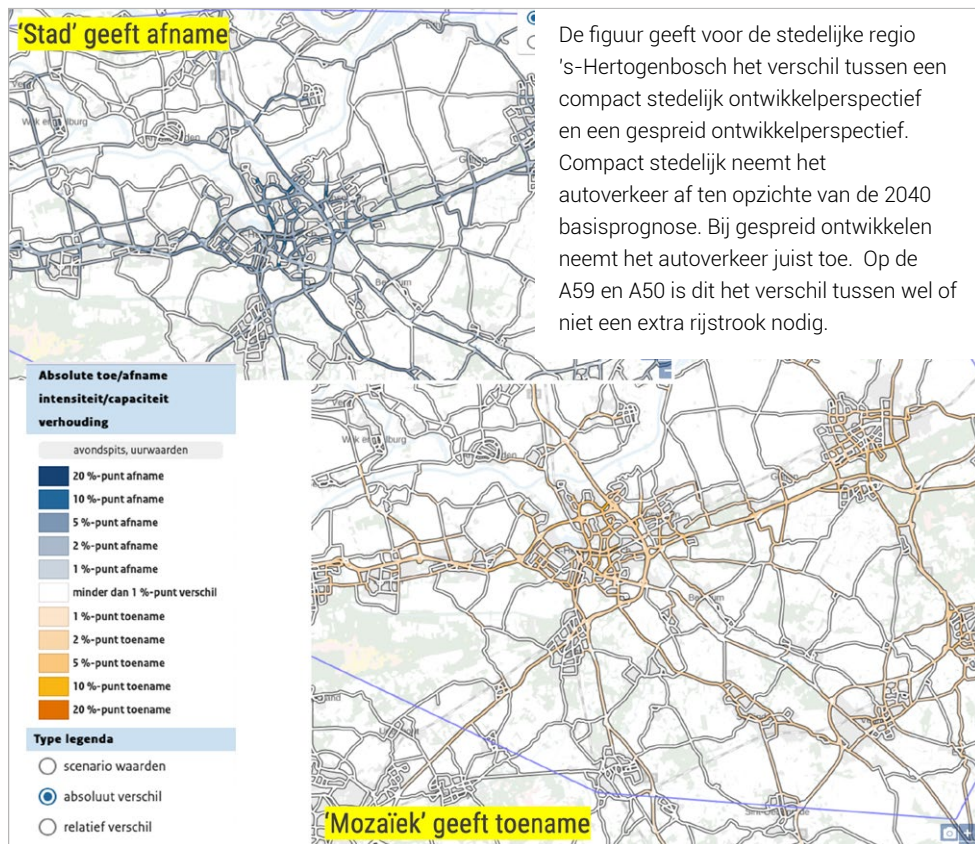 'Stad' geeft afname
De figuur geeft voor de stedelijke regio
's-Hertogenbosch het verschil tussen een
compact stedelijk ontwikkelperspectief
en een gespreid ontwikkelperspectief.
Compact stedelijk neemt het
autoverkeer af ten opzichte van de 2040
basisprognose. Bij gespreid ontwikkelen
neemt het autoverkeer juist toe. Op de
A59 en A50 is dit het verschil tussen wel of
niet een extra rijstrook nodig.
Absolute toe/afname
intensiteit/capaciteit
verhouding
avondspits, uurwaarden
20 %-punt afname
10 %-punt afname
5 %-punt afname
2 %-punt afname
1 %-punt afname
minder dan 1 %-punt verschil
1 %-punt toename
2 %-punt toename
5 %-punt toename
10 %-punt toename
20 %-punt toename
Type legenda
scenario waarden
absoluut verschil
relatief verschil
'Mozaïek' geeft toename